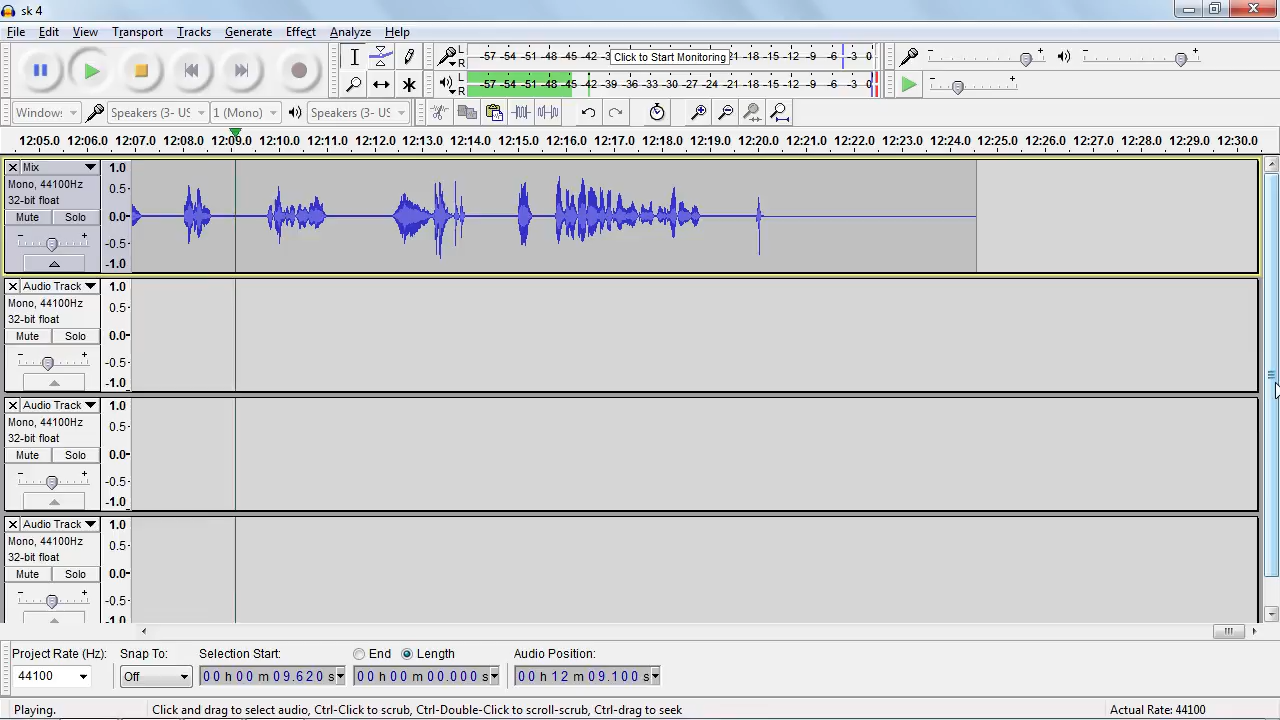 sk 4
File Edit View Transport Tracks Generate Effect Analyze Help
L R -57 -54 -51 -48 -45 -42 Click to Start Monitoring -12 -9 -6 -3 0
L R -57 -54 -51 -48 -45 -42 -39 -36 -33 -30 -27 -24 -21 -18 -15 -12 -9 -6 -3 0
Windows Speakers (3- US 1 (Mono) Speakers (3- US
12:05.0 12:06.0 12:07.0 12:08.0 12:09.0 12:10.0 12:11.0 12:12.0 12:13.0 12:14.0 12:15.0 12:16.0 12:17.0 12:18.0 12:19.0 12:20.0 12:21.0 12:22.0 12:23.0 12:24.0 12:25.0 12:26.0 12:27.0 12:28.0 12:29.0 12:30.0
Mix 1.0
Mono, 44100Hz 0.5
32-bit float
Mute Solo 0.0
- + -0.5
-1.0
Audio Track 1.0
Mono, 44100Hz 0.5
32-bit float
Mute Solo 0.0
- + -0.5
-1.0
Audio Track 1.0
Mono, 44100Hz 0.5
32-bit float
Mute Solo 0.0
- + -0.5
-1.0
Audio Track 1.0
Mono, 44100Hz 0.5
32-bit float
Mute Solo 0.0
- + -0.5
-1.0
Project Rate (Hz): Snap To: Selection Start: End Length Audio Position:
44100 Off 00 h 00 m 09.620 s 00 h 00 m 00.000 s 00 h 12 m 09.100 s
Playing. Click and drag to select audio, Ctrl-Click to scrub, Ctrl-Double-Click to scroll-scrub, Ctrl-drag to seek Actual Rate: 44100